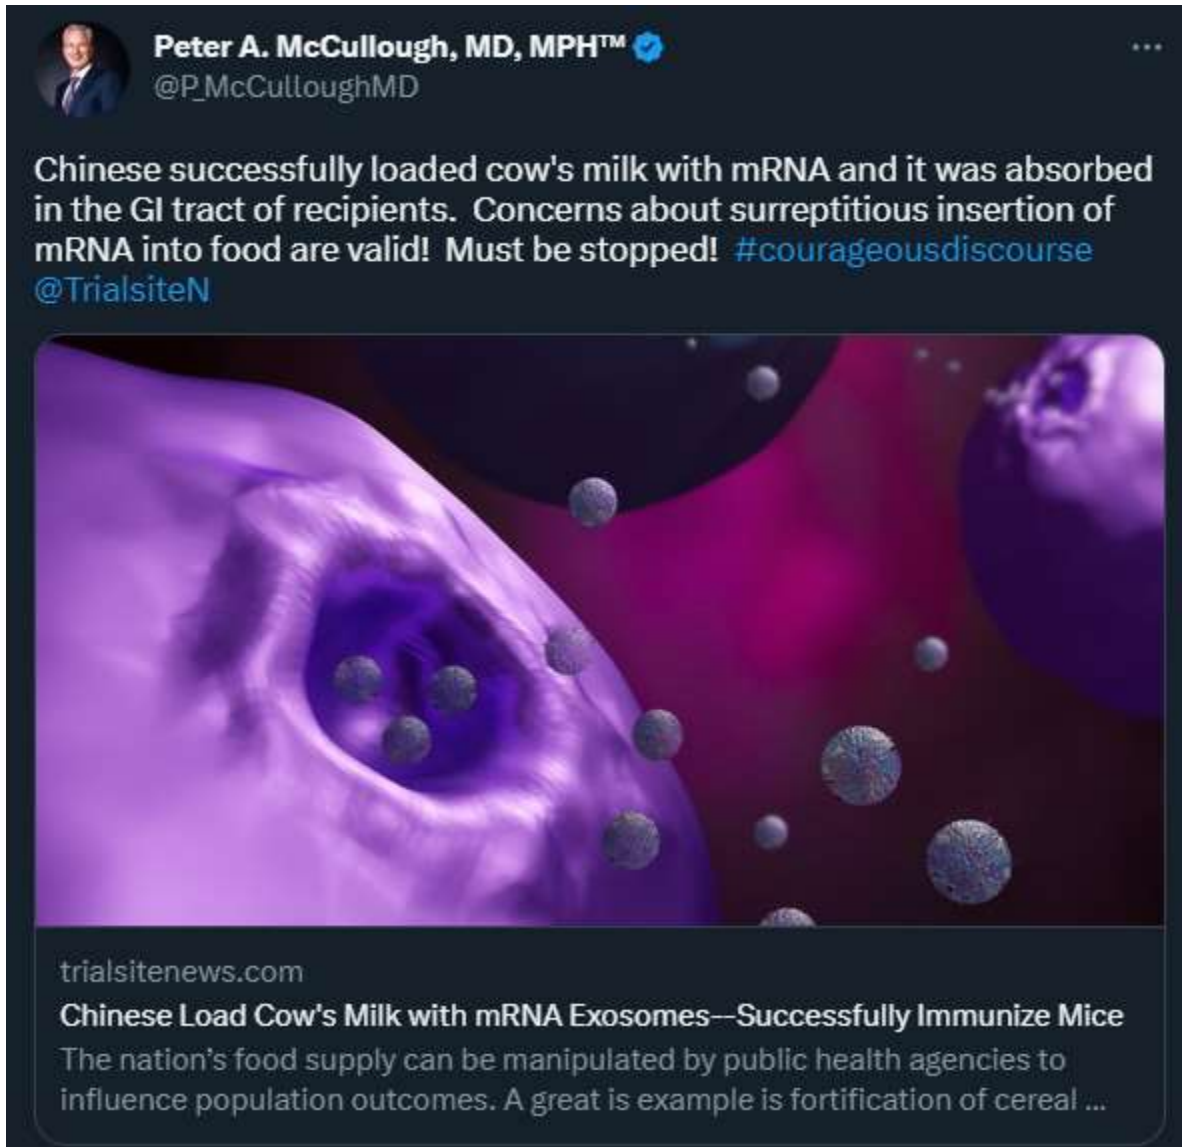 Peter A. McCullough, MD, MPH™
@P_McCulloughMD
Chinese successfully loaded cow's milk with mRNA and it was absorbed
in the GI tract of recipients.  Concerns about surreptitious insertion of
mRNA into food are valid!  Must be stopped!  #courageousdiscourse
@TrialsiteN
trialsitenews.com
Chinese Load Cow's Milk with mRNA Exosomes--Successfully Immunize Mice
The nation's food supply can be manipulated by public health agencies to
influence population outcomes. A great is example is fortification of cereal ...